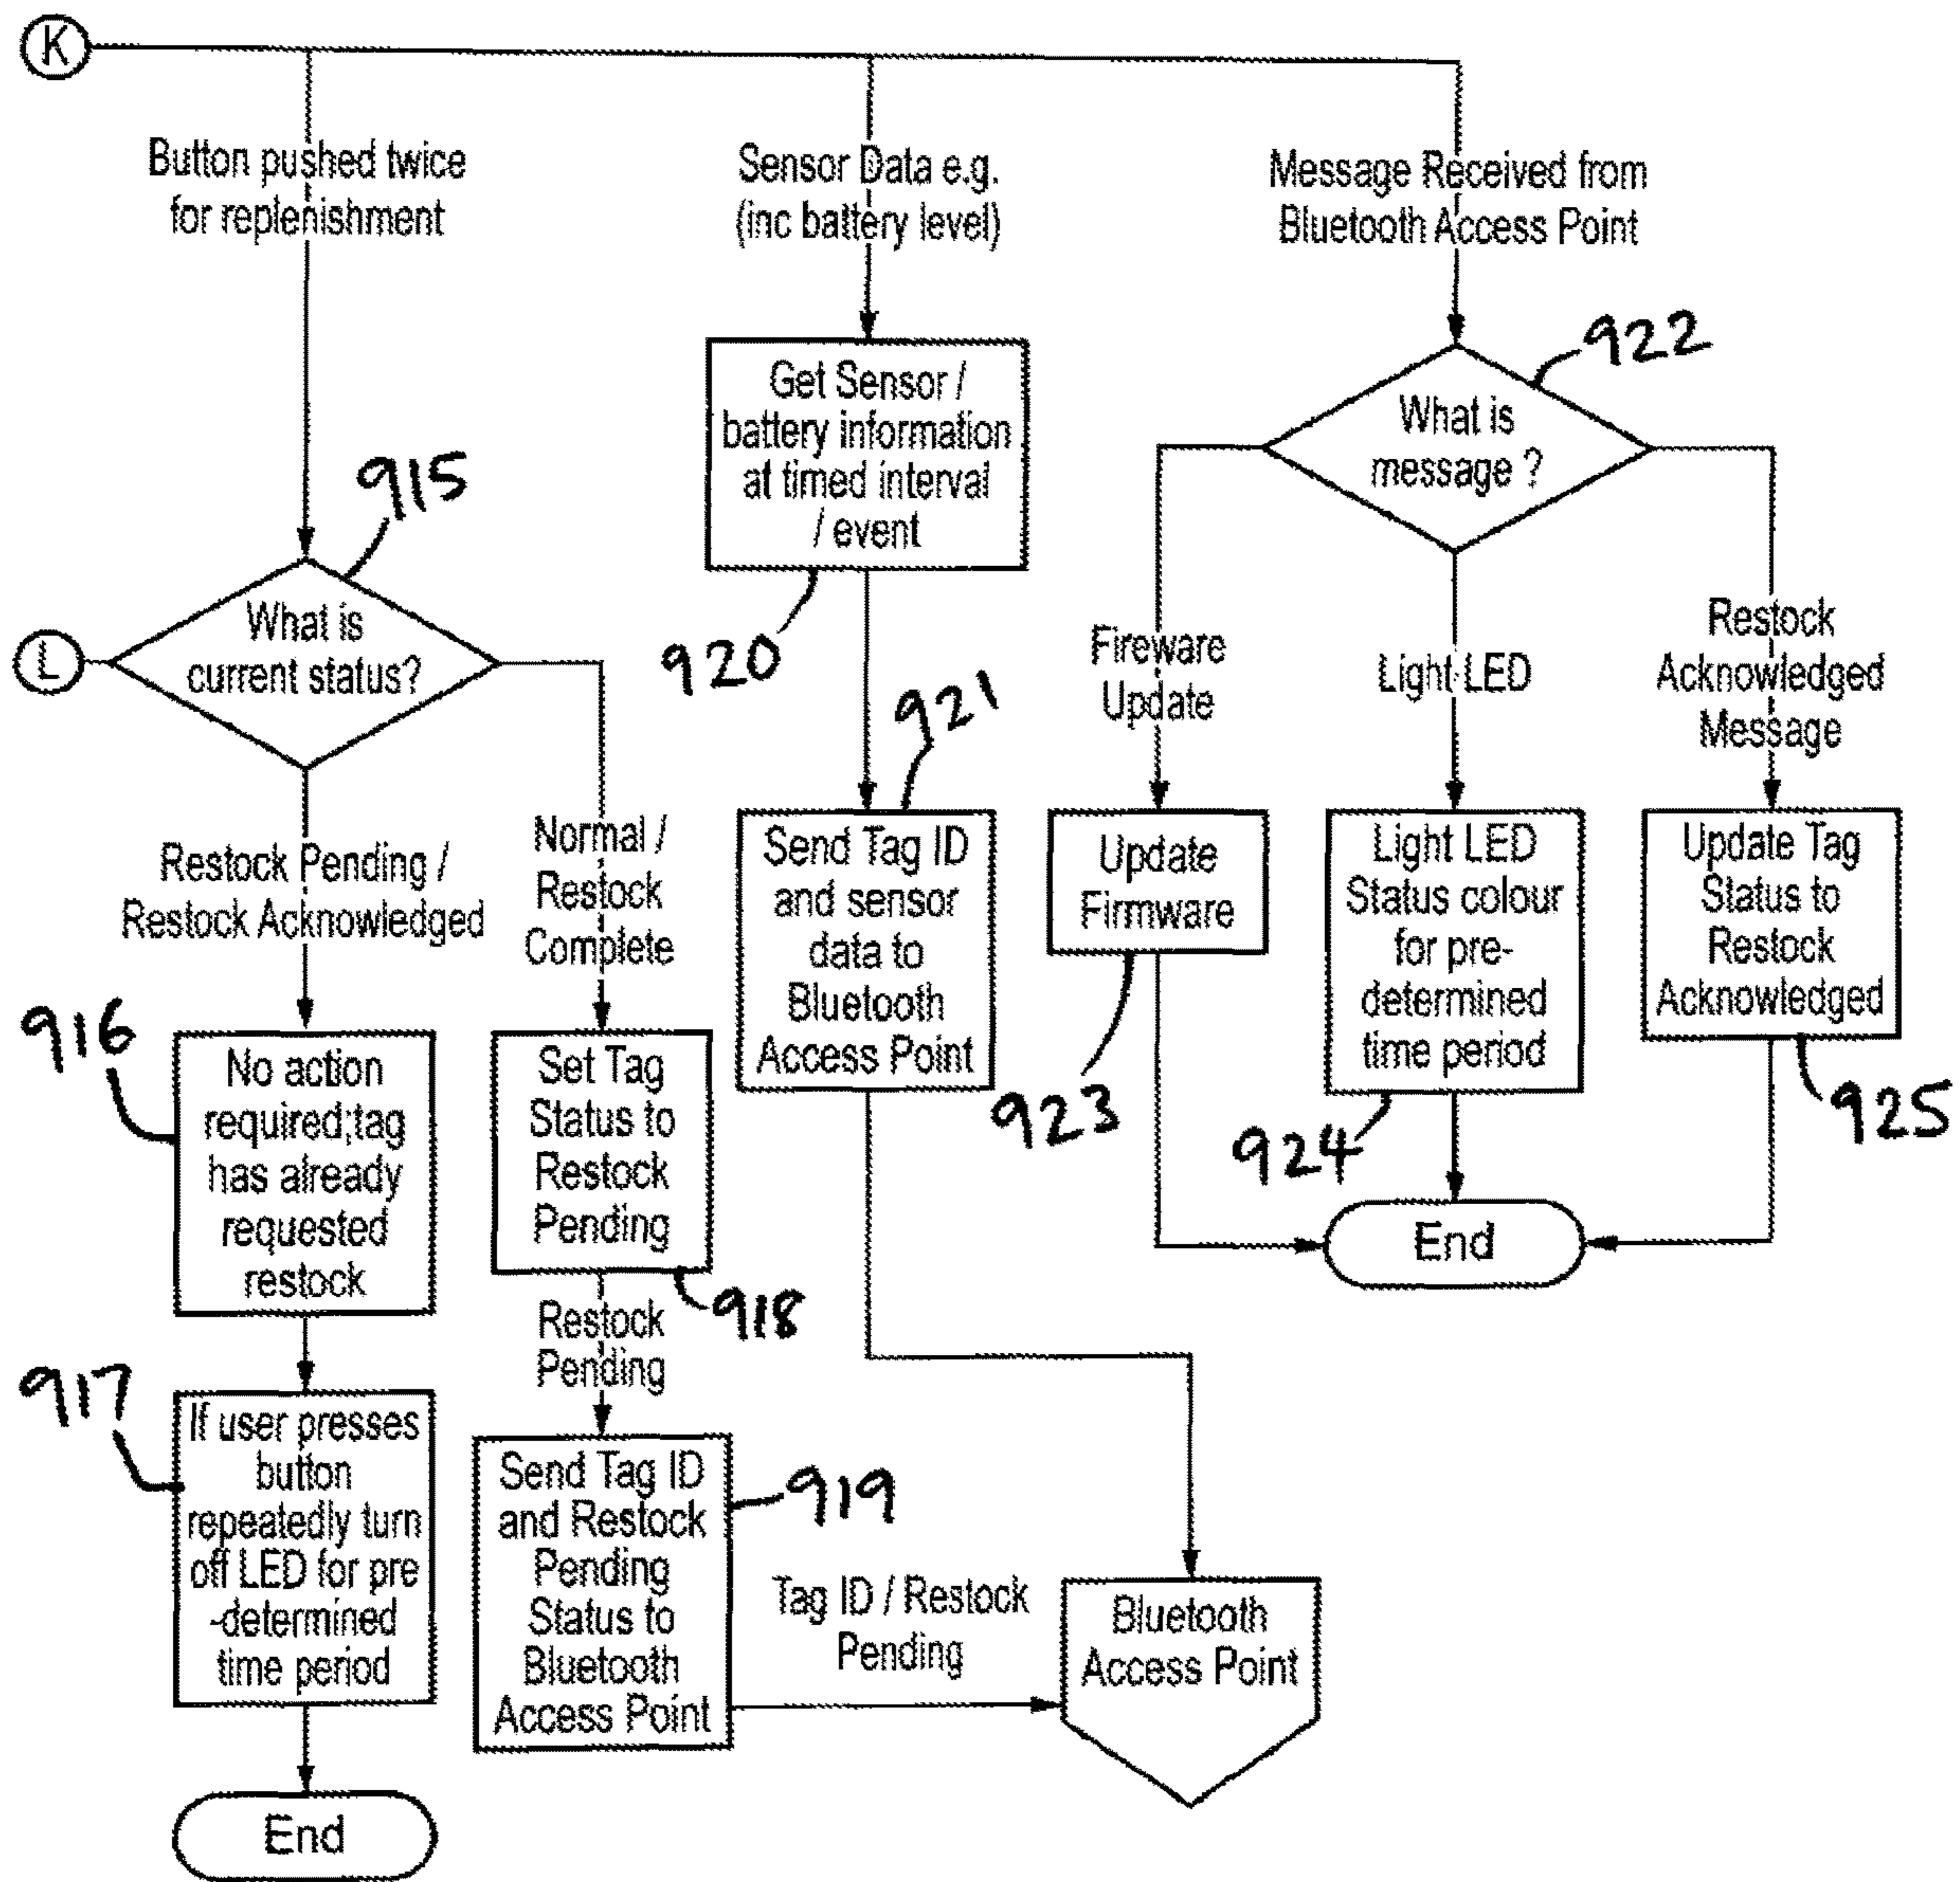 K
Button pushed twice
for replenishment
Sensor Data e.g.
(inc battery level)
Message Received from
Bluetooth Access Point
922
What is
message ?
Get Sensor /
battery information
at timed interval
/ event
920
915
What is
current status?
L
Fireware
Update
Light LED
Restock
Acknowledged
Message
921
Restock Pending /
Restock Acknowledged
Normal /
Restock
Complete
Send Tag ID
and sensor
data to
Bluetooth
Access Point
Update
Firmware
923
Light LED
Status colour
for pre-
determined
time period
924
Update Tag
Status to
Restock
Acknowledged
925
916
No action
required;tag
has already
requested
restock
Set Tag
Status to
Restock
Pending
918
End
Restock
Pending
917
If user presses
button
repeatedly turn
off LED for pre
-determined
time period
Send Tag ID
and Restock
Pending
Status to
Bluetooth
Access Point
919
Tag ID / Restock
Pending
Bluetooth
Access Point
End